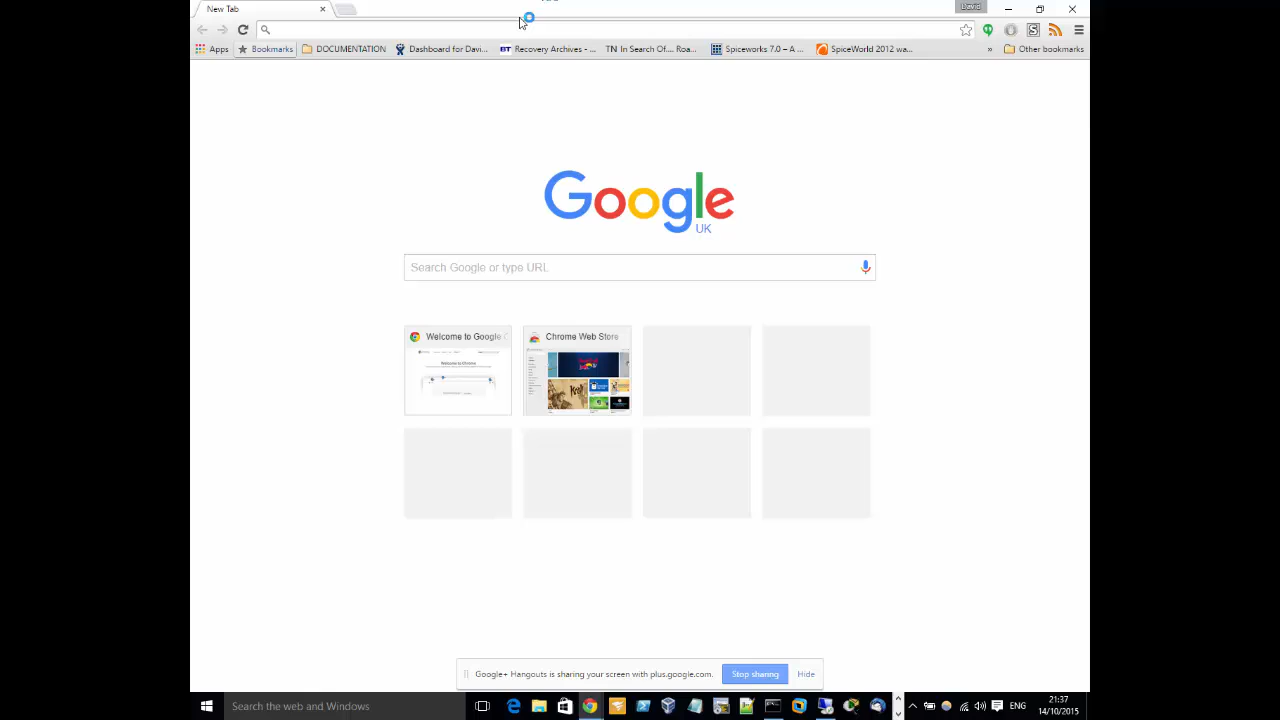 New Tab
David
Apps
Bookmarks
DOCUMENTATION
Dashboard for Davi...
BT Recovery Archives - ...
TN In Search Of.... Roa...
Spiceworks 7.0 – A ...
SpiceWorld 2012 wa...
»
Other bookmarks
Google
UK
Search Google or type URL
Welcome to Google
Chrome Web Store
Google+ Hangouts is sharing your screen with plus.google.com.
Stop sharing
Hide
Search the web and Windows
ENG
21:37
14/10/2015